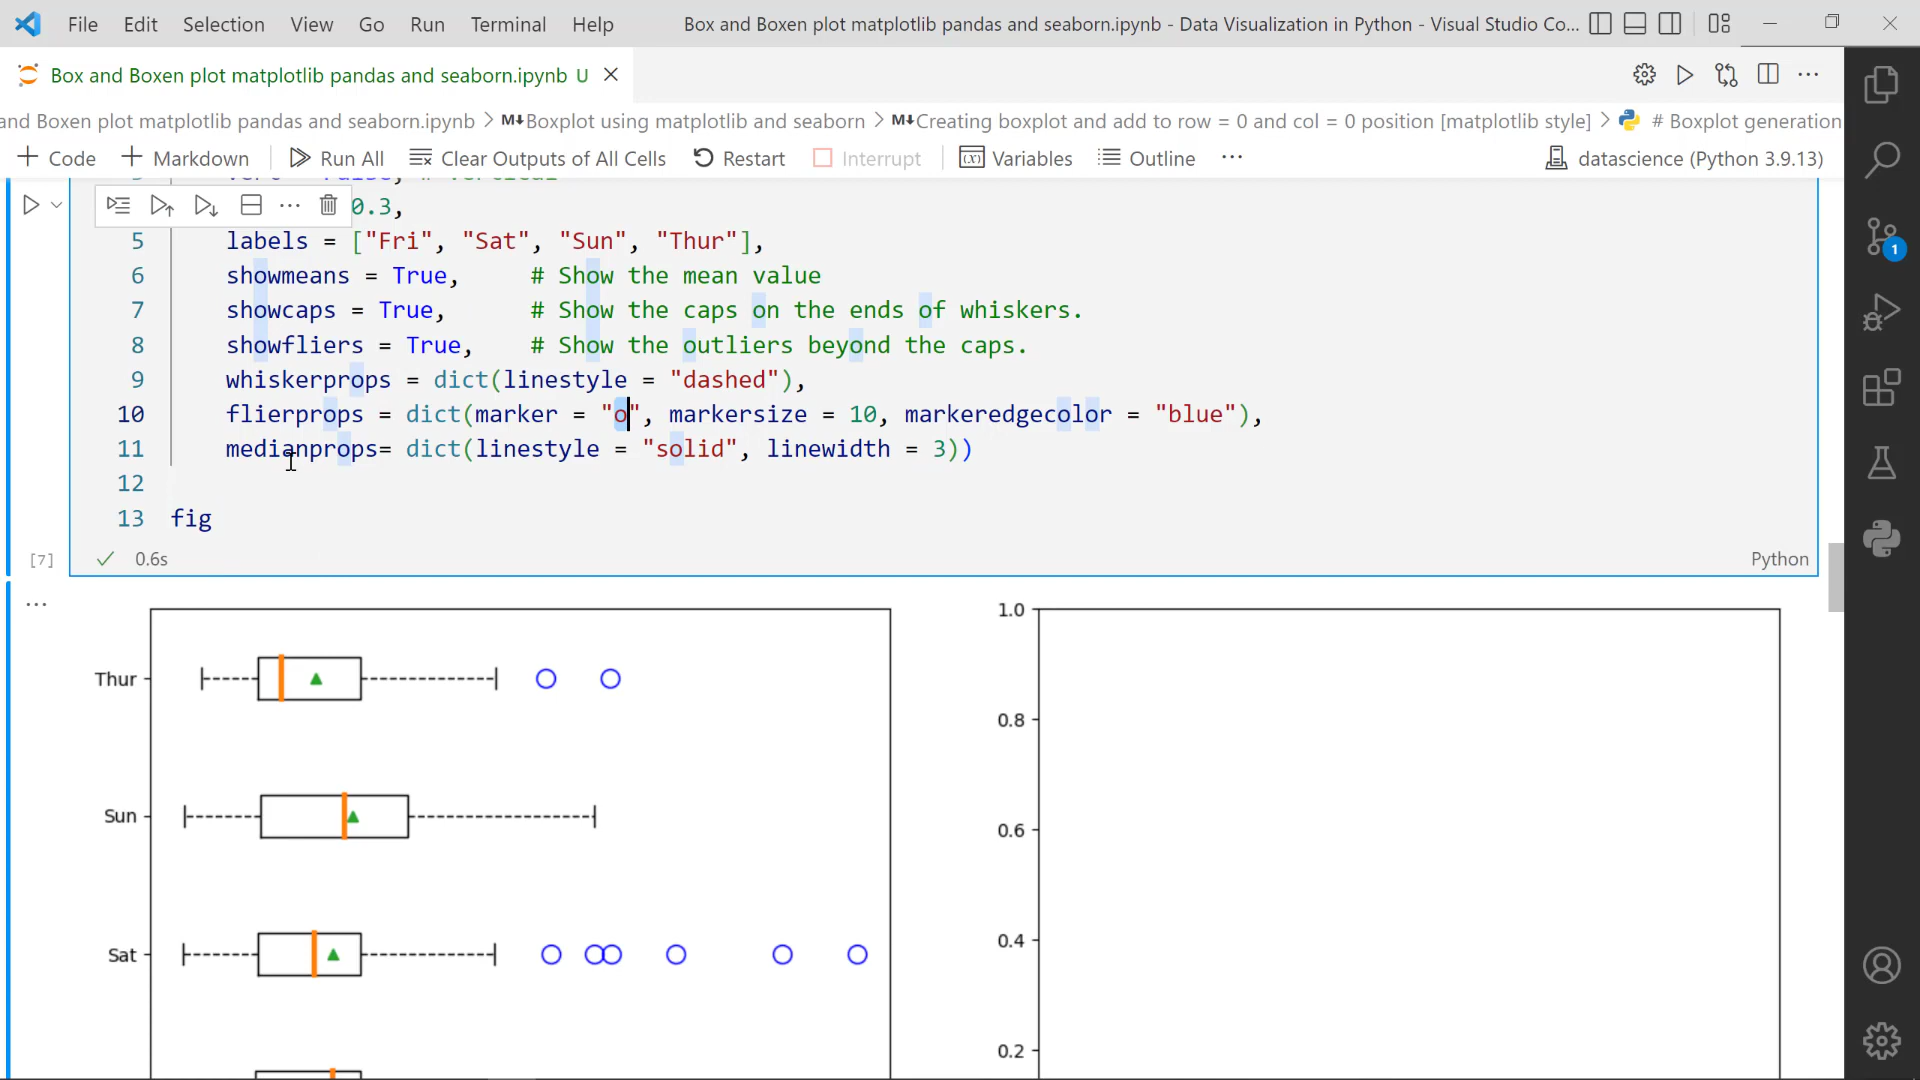 File Edit Selection View Go Run Terminal Help Box and Boxen plot matplotlib pandas and seaborn.ipynb - Data Visualization in Python - Visual Studio Co...
Box and Boxen plot matplotlib pandas and seaborn.ipynb U
and Boxen plot matplotlib pandas and seaborn.ipynb > M↓Boxplot using matplotlib and seaborn > M↓Creating boxplot and add to row = 0 and col = 0 position [matplotlib style] > # Boxplot generation
+ Code + Markdown Run All Clear Outputs of All Cells Restart Interrupt Variables Outline ... datascience (Python 3.9.13)
0.3,
5 labels = ["Fri", "Sat", "Sun", "Thur"],
6 showmeans = True, # Show the mean value
7 showcaps = True, # Show the caps on the ends of whiskers.
8 showfliers = True, # Show the outliers beyond the caps.
9 whiskerprops = dict(linestyle = "dashed"),
10 flierprops = dict(marker = "o", markersize = 10, markeredgecolor = "blue"),
11 medianprops= dict(linestyle = "solid", linewidth = 3))
12
13 fig
[7] 0.6s Python
1.0
Thur
0.8
Sun
0.6
Sat
0.4
0.2
1